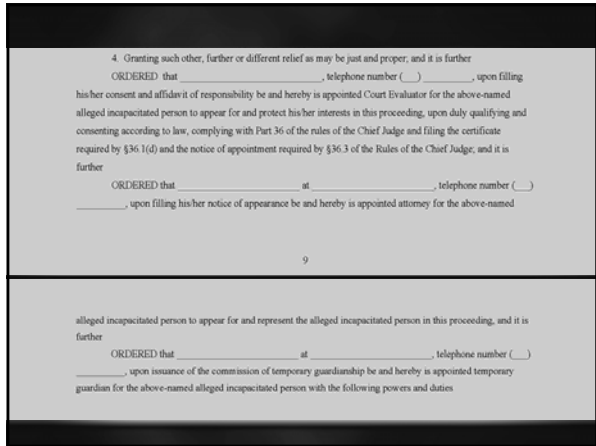 4. Granting such other, further or different relief as may be just and proper; and it is further
ORDERED that ______________________________, telephone number (___) __________, upon filling
his/her consent and affidavit of responsibility be and hereby is appointed Court Evaluator for the above-named
alleged incapacitated person to appear for and protect his/her interests in this proceeding, upon duly qualifying and
consenting according to law, complying with Part 36 of the rules of the Chief Judge and filing the certificate
required by §36.1(d) and the notice of appointment required by §36.3 of the Rules of the Chief Judge; and it is
further
ORDERED that __________________________ at __________________________, telephone number (___)
__________, upon filling his/her notice of appearance be and hereby is appointed attorney for the above-named
9
alleged incapacitated person to appear for and represent the alleged incapacitated person in this proceeding, and it is
further
ORDERED that __________________________ at __________________________, telephone number (___)
__________, upon issuance of the commission of temporary guardianship be and hereby is appointed temporary
guardian for the above-named alleged incapacitated person with the following powers and duties